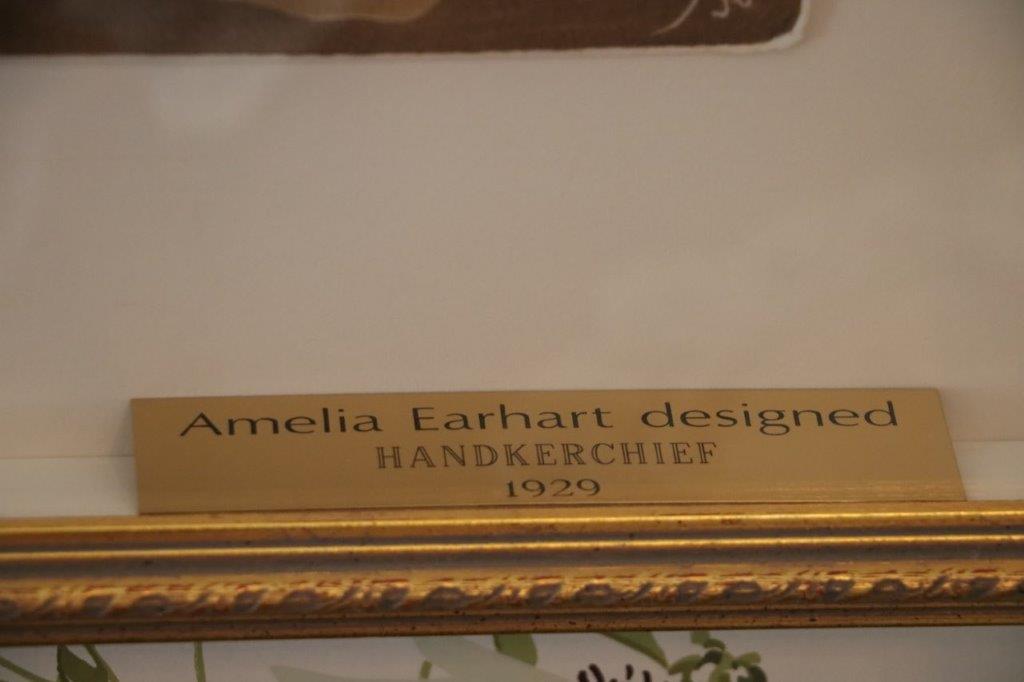 Amelia Earhart designed
HANDKERCHIEF
1929